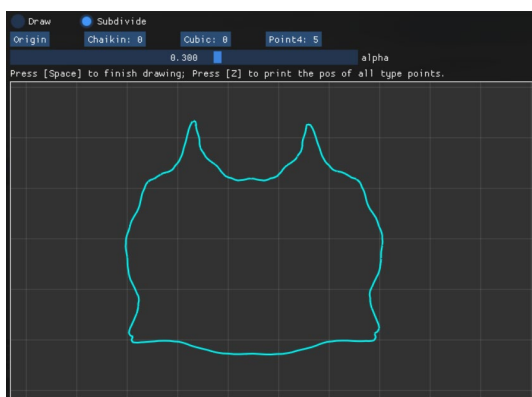 Draw Subdivide
Origin Chaikin: 0 Cubic: 0 Point4: 5
0.300 alpha
Press [Space] to finish drawing; Press [Z] to print the pos of all type points.